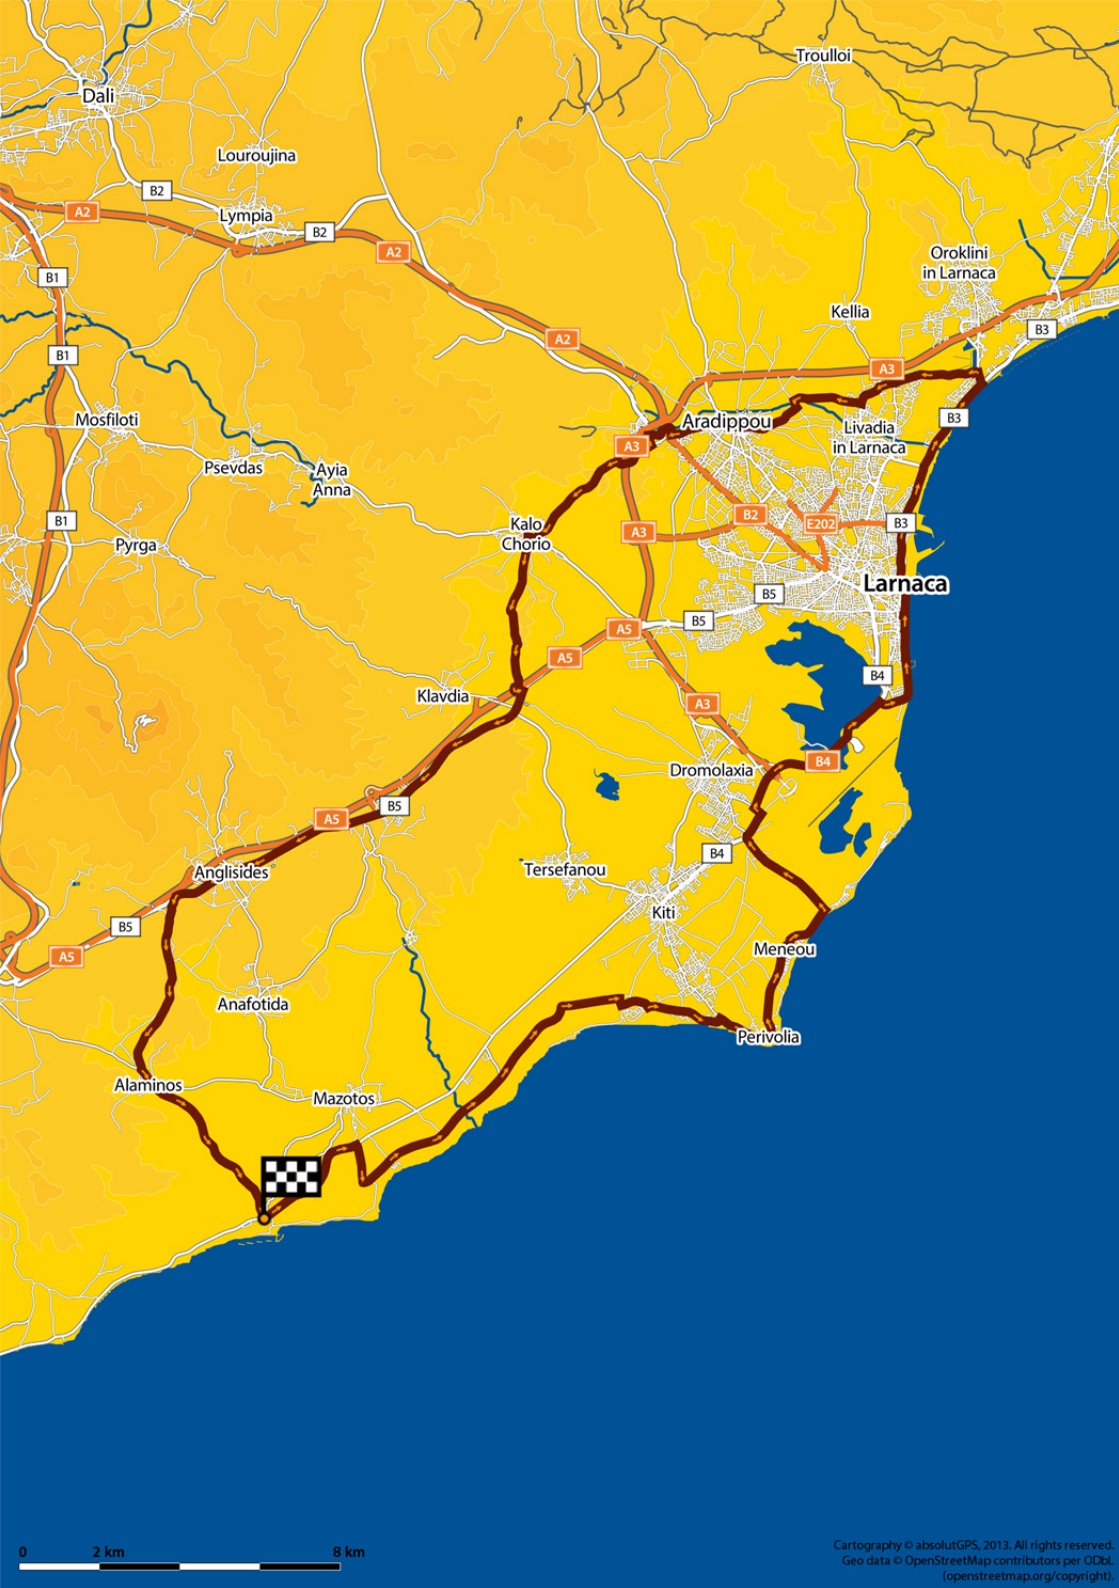 Troulloi
Dali
Louroujina
B2
A2
Lympia
B2
A2
Oroklini
in Larnaca
B1
Kellia
B3
A2
B1
A3
Mosfiloti
Aradippou
B3
Livadia
in Larnaca
A3
Psevdas
Ayia
Anna
B1
B2
E202
B3
Kalo
Chorio
A3
Pyrga
Larnaca
B5
B5
A5
A5
B4
Klavdia
A3
B4
Dromolaxia
B5
A5
B4
Anglisides
Tersefanou
Kiti
B5
Meneou
A5
Anafotida
Perivolia
Alaminos
Mazotos
0 2 km 8 km
Cartography © absolutGPS, 2013. All rights reserved.
Geo data © OpenStreetMap contributors per ODbL
(openstreetmap.org/copyright).